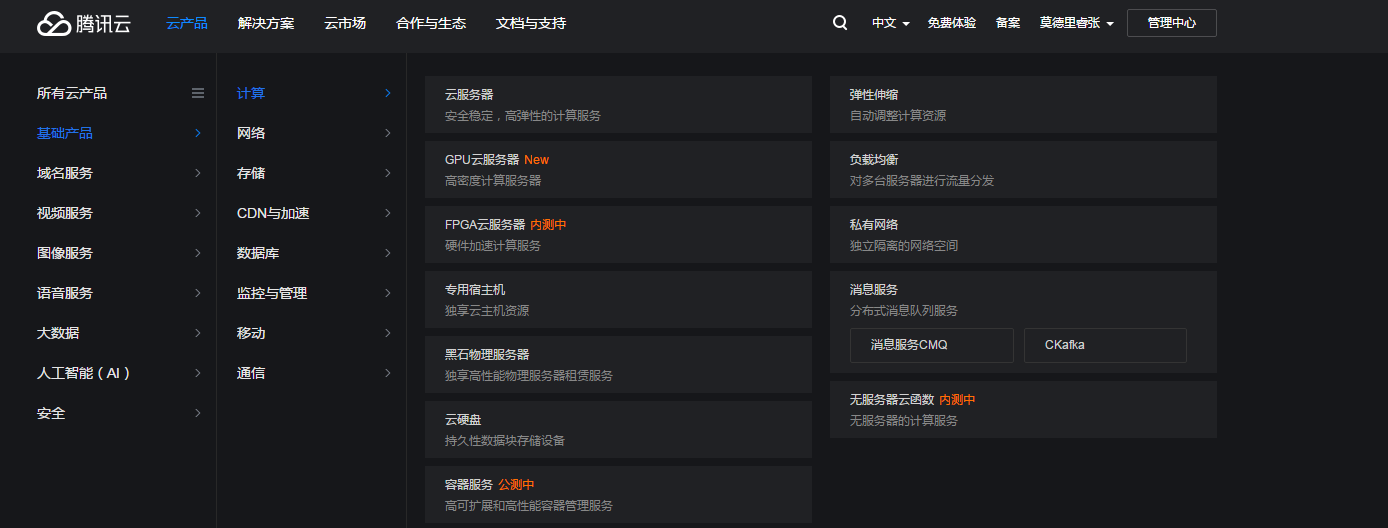 腾讯云 云产品 解决方案 云市场 合作与生态 文档与支持 中文 免费体验 备案 莫德里睿张 管理中心
所有云产品
基础产品
域名服务
视频服务
图像服务
语音服务
大数据
人工智能（AI）
安全
计算
网络
存储
CDN与加速
数据库
监控与管理
移动
通信
云服务器
安全稳定，高弹性的计算服务
GPU云服务器 New
高密度计算服务器
FPGA云服务器 内测中
硬件加速计算服务
专用宿主机
独享云主机资源
黑石物理服务器
独享高性能物理服务器租赁服务
云硬盘
持久性数据块存储设备
容器服务 公测中
高可扩展和高性能容器管理服务
弹性伸缩
自动调整计算资源
负载均衡
对多台服务器进行流量分发
私有网络
独立隔离的网络空间
消息服务
分布式消息队列服务
消息服务CMQ CKafka
无服务器云函数 内测中
无服务器的计算服务